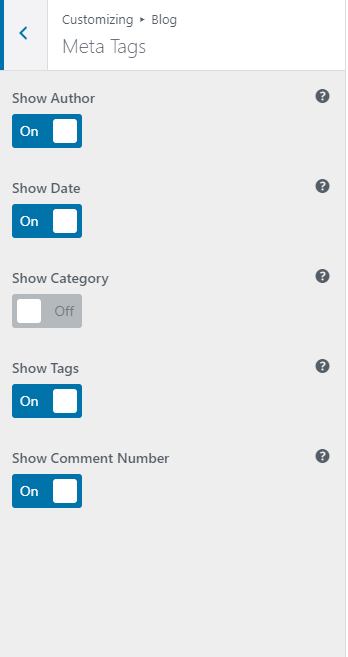 Customizing ▸ Blog
Meta Tags
Show Author
?
On
Show Date
?
On
Show Category
?
Off
Show Tags
?
On
Show Comment Number
?
On